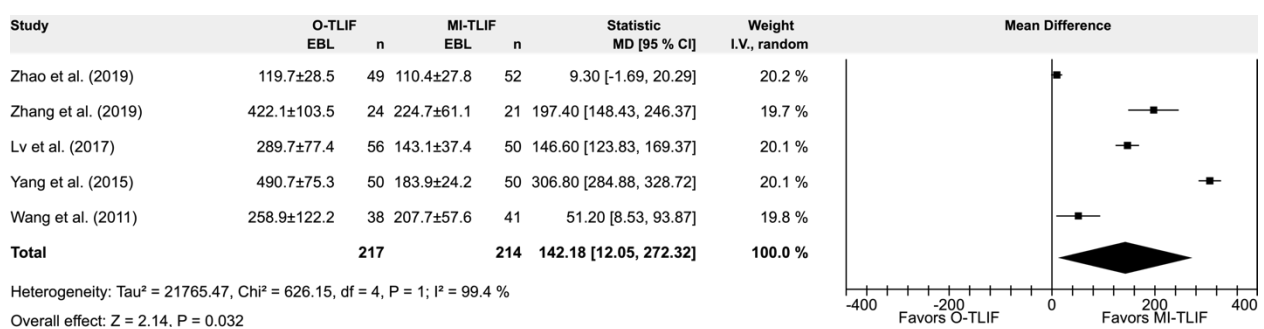 Study O-TLIF MI-TLIF Statistic Weight Mean Difference
EBL n EBL n MD [95 % CI] I.V., random
Zhao et al. (2019) 119.7±28.5 49 110.4±27.8 52 9.30 [-1.69, 20.29] 20.2 %
Zhang et al. (2019) 422.1±103.5 24 224.7±61.1 21 197.40 [148.43, 246.37] 19.7 %
Lv et al. (2017) 289.7±77.4 56 143.1±37.4 50 146.60 [123.83, 169.37] 20.1 %
Yang et al. (2015) 490.7±75.3 50 183.9±24.2 50 306.80 [284.88, 328.72] 20.1 %
Wang et al. (2011) 258.9±122.2 38 207.7±57.6 41 51.20 [8.53, 93.87] 19.8 %
Total 217 214 142.18 [12.05, 272.32] 100.0 %
Heterogeneity: Tau² = 21765.47, Chi² = 626.15, df = 4, P = 1; I² = 99.4 %
-400 -200 0 200 400
Favors O-TLIF Favors MI-TLIF
Overall effect: Z = 2.14, P = 0.032